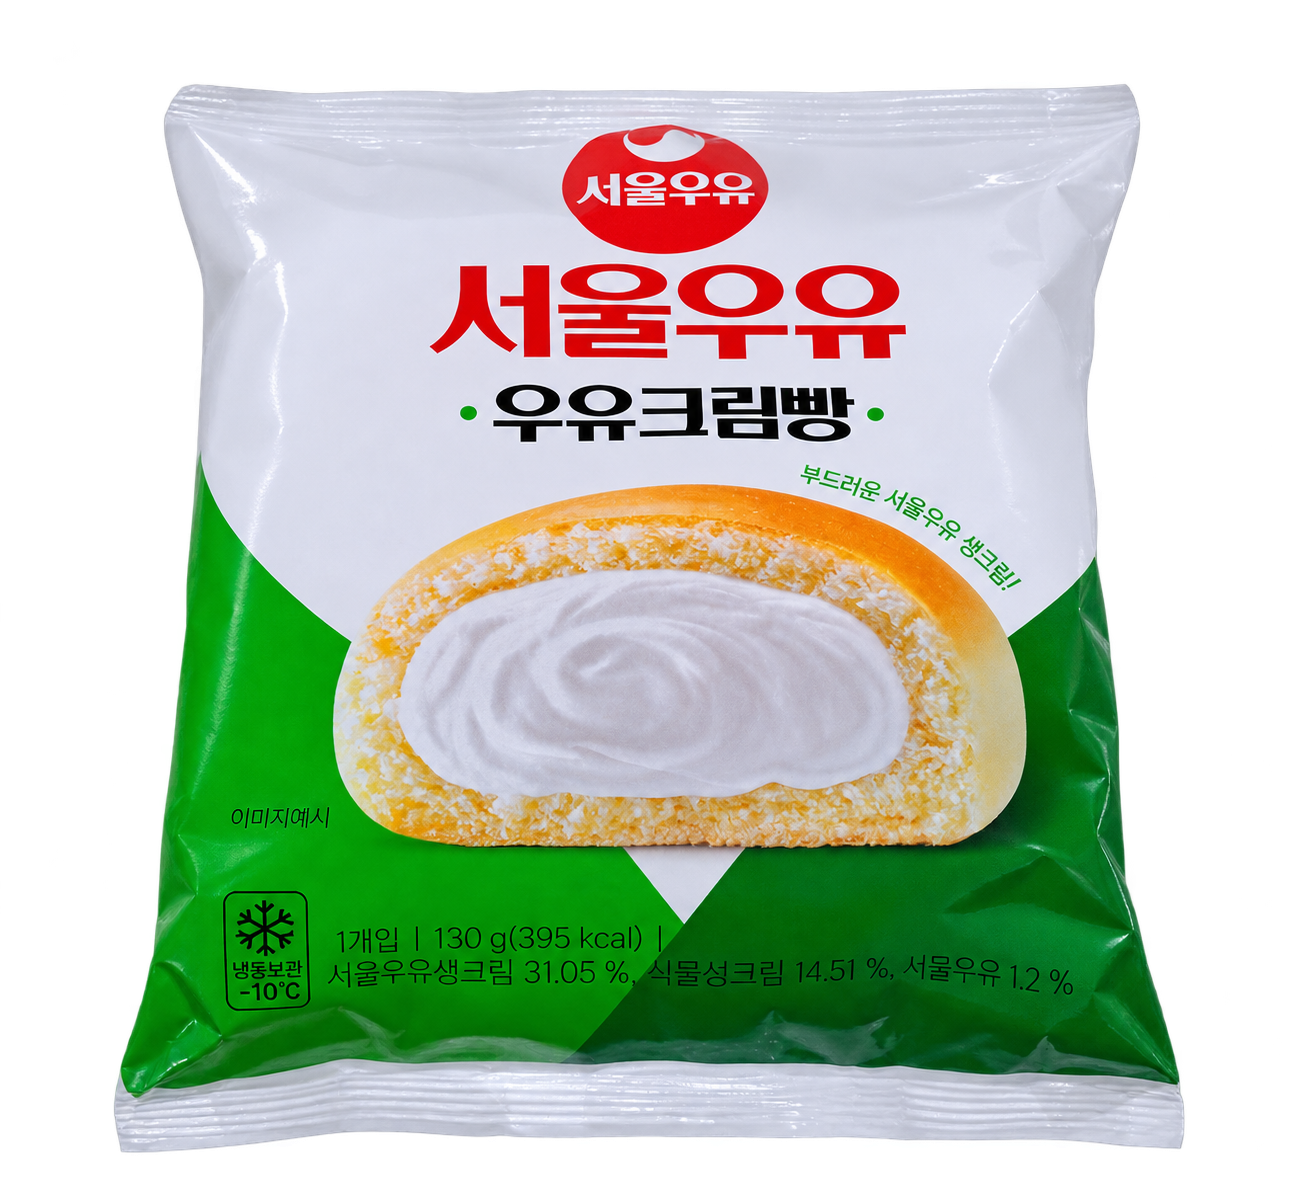 서울우유
서울우유
·우유크림빵·
부드러운 서울우유 생크림!
이미지예시
냉동보관
-10℃
1개입 | 130 g(395 kcal) |
서울우유생크림 31.05 %, 식물성크림 14.51 %, 서물우유 1.2 %